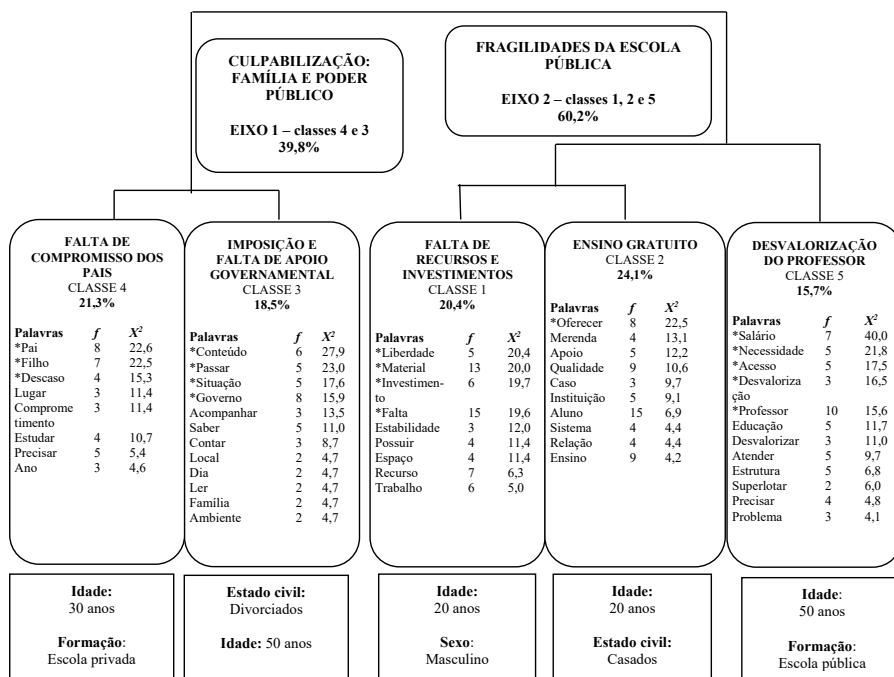 CULPABILIZAÇÃO:
FAMÍLIA E PODER
PÚBLICO
EIXO 1 – classes 4 e 3
39,8%
FRAGILIDADES DA ESCOLA
PÚBLICA
EIXO 2 – classes 1, 2 e 5
60,2%
FALTA DE
COMPROMISSO DOS
PAIS
CLASSE 4
21,3%
Palavras f X²
*Pai 8 22,6
*Filho 7 22,5
*Descaso 4 15,3
Lugar 3 11,4
Comprome 3 11,4
timento
Estudar 4 10,7
Precisar 5 5,4
Ano 3 4,6
IMPOSIÇÃO E
FALTA DE APOIO
GOVERNAMENTAL
CLASSE 3
18,5%
Palavras f X²
*Conteúdo 6 27,9
*Passar 5 23,0
*Situação 5 17,6
*Governo 8 15,9
Acompanhar 3 13,5
Saber 5 11,0
Contar 3 8,7
Local 2 4,7
Dia 2 4,7
Ler 2 4,7
Família 2 4,7
Ambiente 2 4,7
FALTA DE
RECURSOS E
INVESTIMENTOS
CLASSE 1
20,4%
Palavras f X²
*Liberdade 5 20,4
*Material 13 20,0
*Investimen 6 19,7
to
*Falta 15 19,6
Estabilidade 3 12,0
Possuir 4 11,4
Espaço 4 11,4
Recurso 7 6,3
Trabalho 6 5,0
ENSINO GRATUITO
CLASSE 2
24,1%
Palavras f X²
*Oferecer 8 22,5
Merenda 4 13,1
Apoio 5 12,2
Qualidade 9 10,6
Caso 3 9,7
Instituição 5 9,1
Aluno 15 6,9
Sistema 4 4,4
Relação 4 4,4
Ensino 9 4,2
DESVALORIZAÇÃO
DO PROFESSOR
CLASSE 5
15,7%
Palavras f X²
*Salário 7 40,0
*Necessidade 5 21,8
*Acesso 5 17,5
*Desvaloriza 3 16,5
ção
*Professor 10 15,6
Educação 5 11,7
Desvalorizar 3 11,0
Atender 5 9,7
Estrutura 5 6,8
Superlotar 2 6,0
Precisar 4 4,8
Problema 3 4,1
Idade:
30 anos
Formação:
Escola privada
Estado civil:
Divorciados
Idade: 50 anos
Idade:
20 anos
Sexo:
Masculino
Idade:
20 anos
Estado civil:
Casados
Idade:
50 anos
Formação:
Escola pública